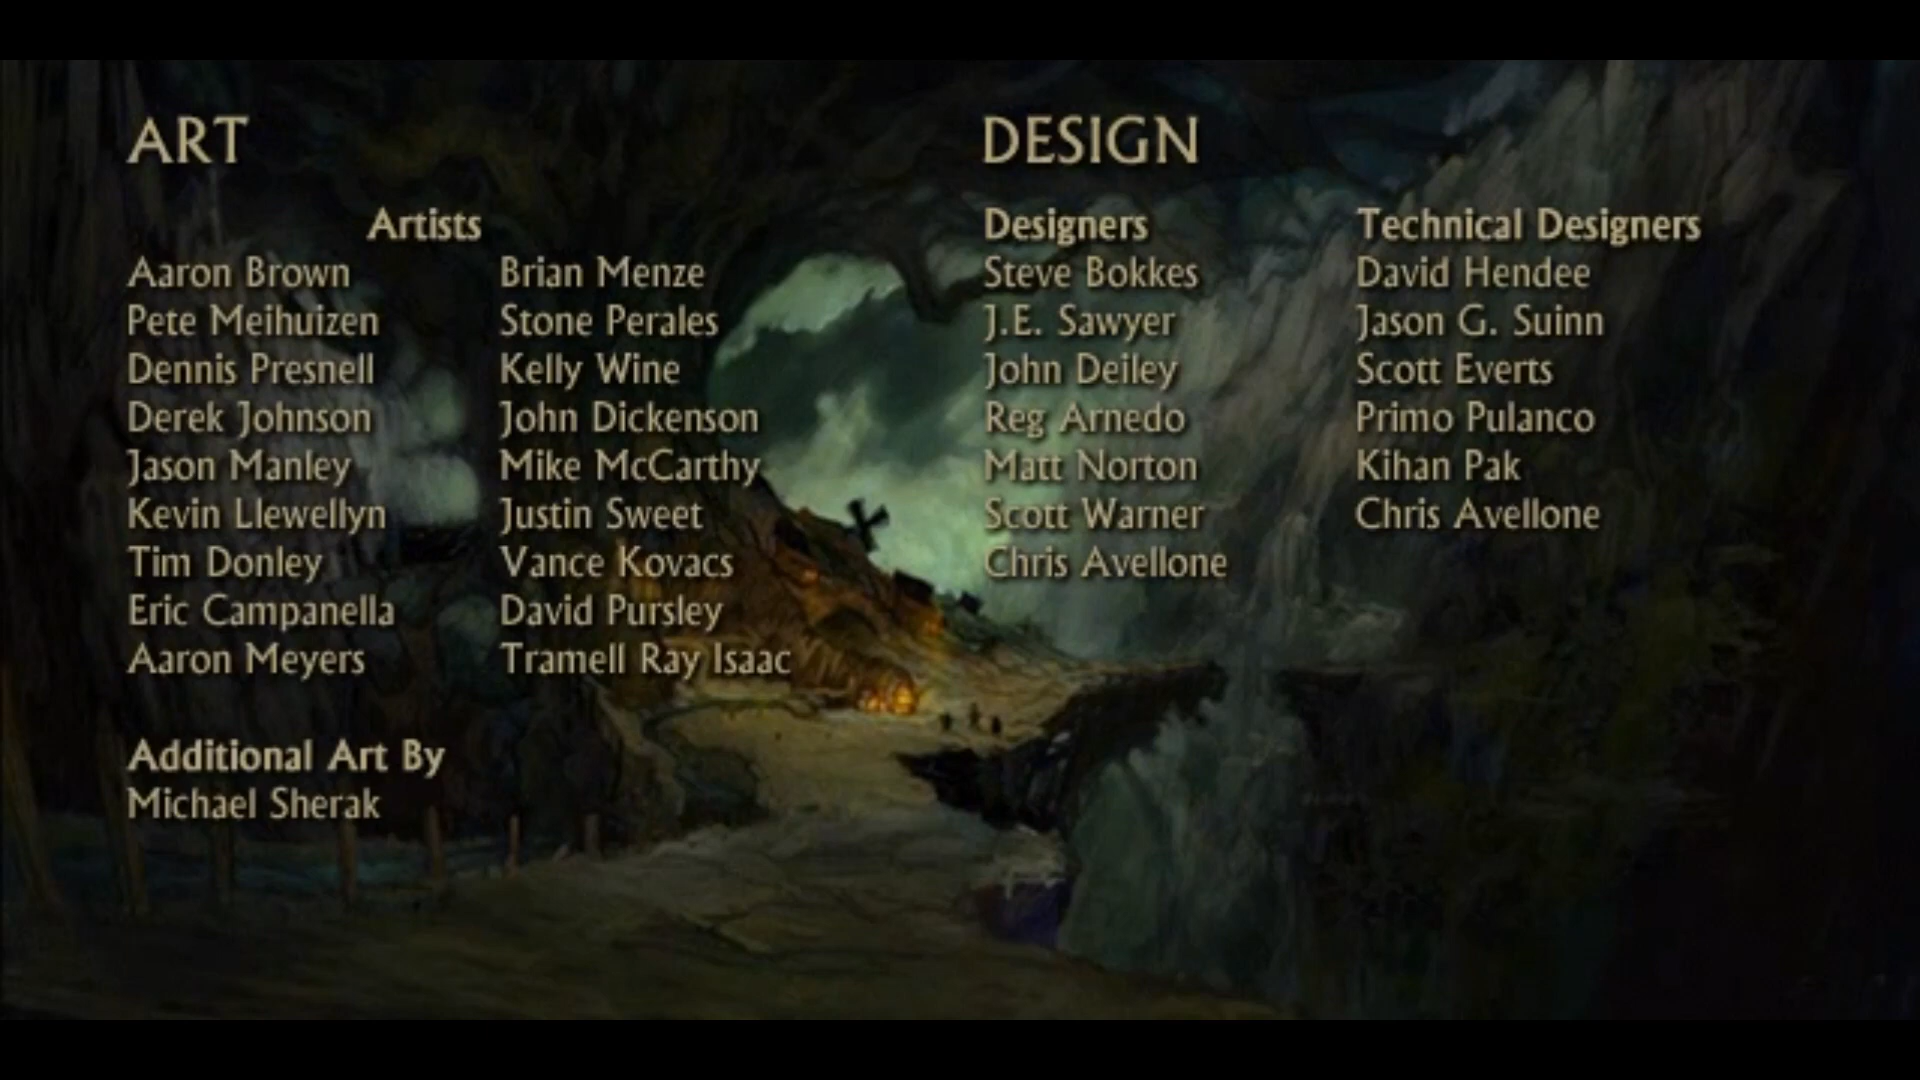 ART
Artists
Aaron Brown
Pete Meihuizen
Dennis Presnell
Derek Johnson
Jason Manley
Kevin Llewellyn
Tim Donley
Eric Campanella
Aaron Meyers
Brian Menze
Stone Perales
Kelly Wine
John Dickenson
Mike McCarthy
Justin Sweet
Vance Kovacs
David Pursley
Tramell Ray Isaac
Additional Art By
Michael Sherak
DESIGN
Designers
Steve Bokkes
J.E. Sawyer
John Deiley
Reg Arnedo
Matt Norton
Scott Warner
Chris Avellone
Technical Designers
David Hendee
Jason G. Suinn
Scott Everts
Primo Pulanco
Kihan Pak
Chris Avellone